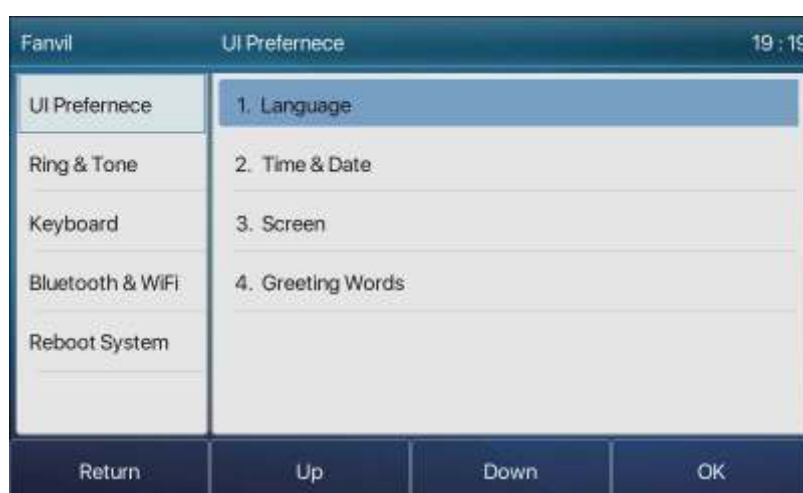 Fanvil UI Prefernece 19 : 19
UI Prefernece
Ring & Tone
Keyboard
Bluetooth & WiFi
Reboot System
1. Language
2. Time & Date
3. Screen
4. Greeting Words
Return Up Down OK